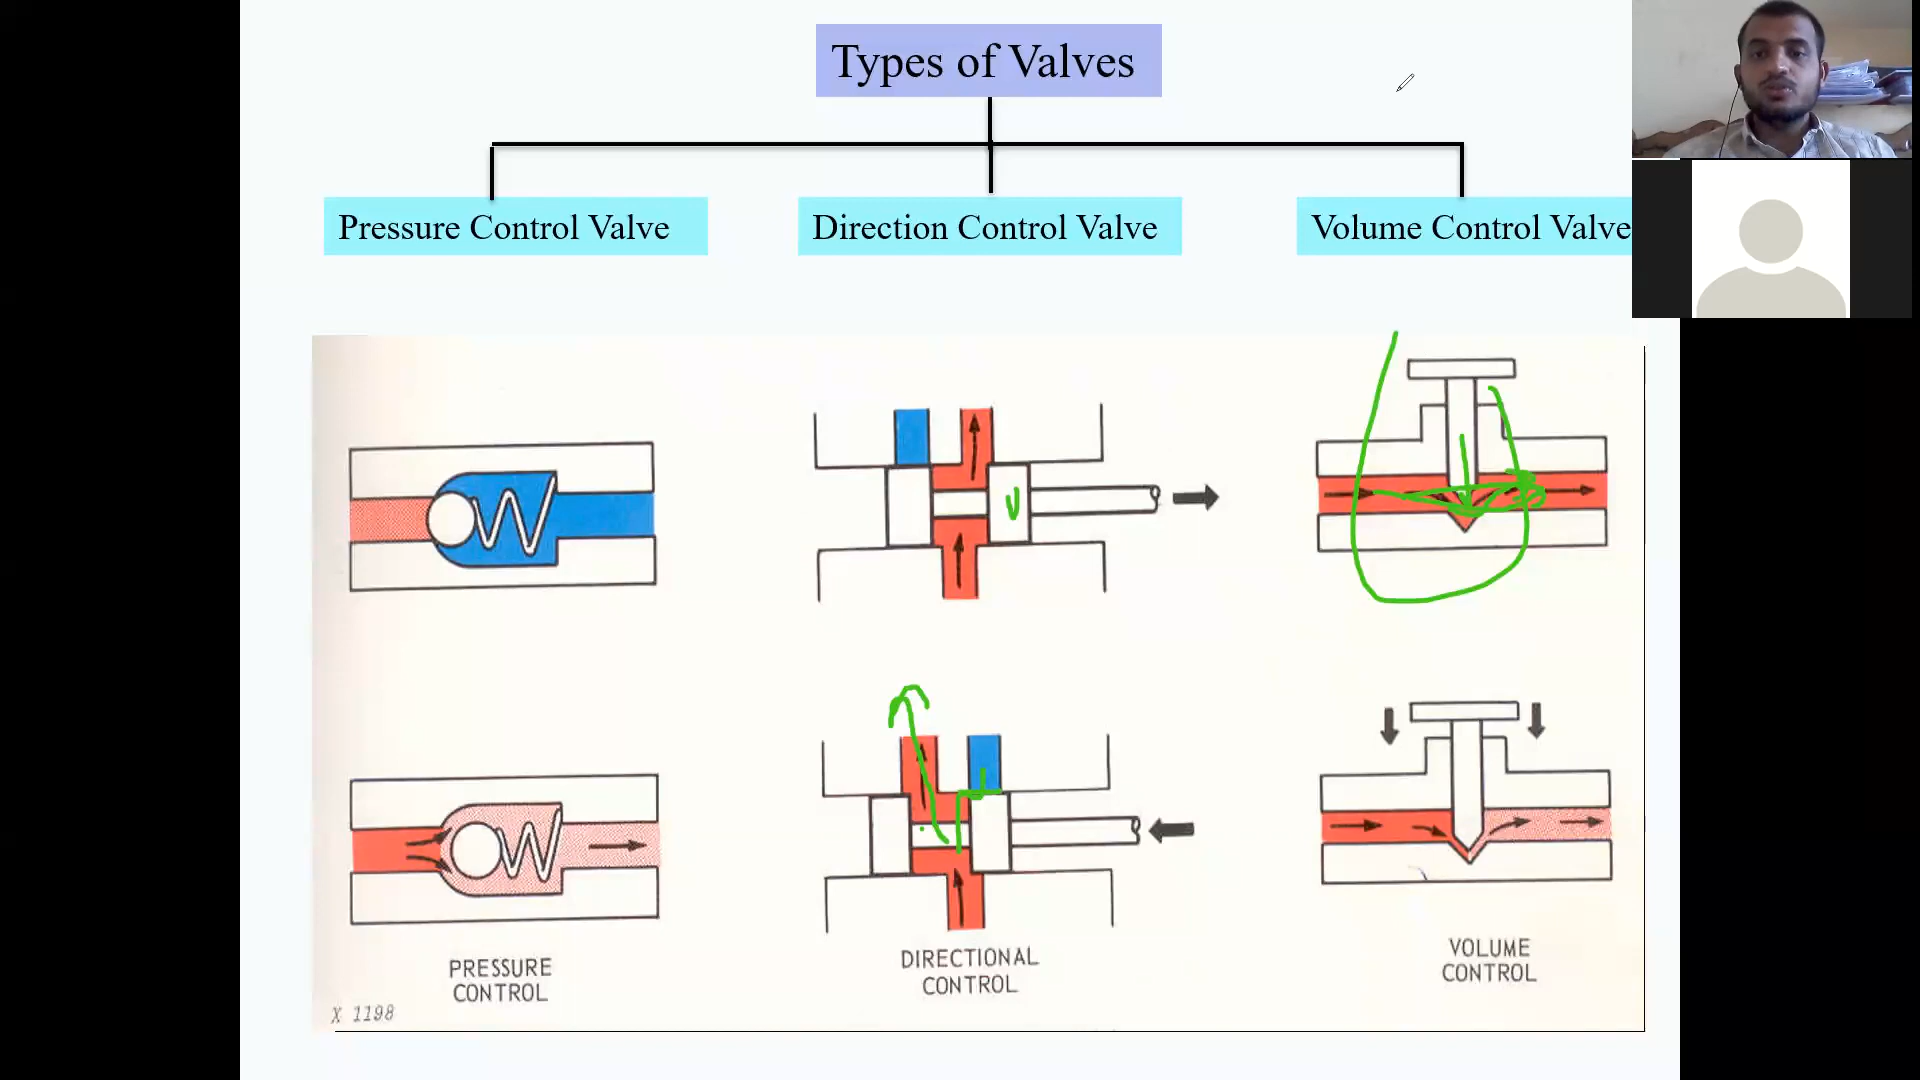 Types of Valves
Pressure Control Valve
Direction Control Valve
Volume Control Valve
PRESSURE
CONTROL
DIRECTIONAL
CONTROL
VOLUME
CONTROL
X 1198